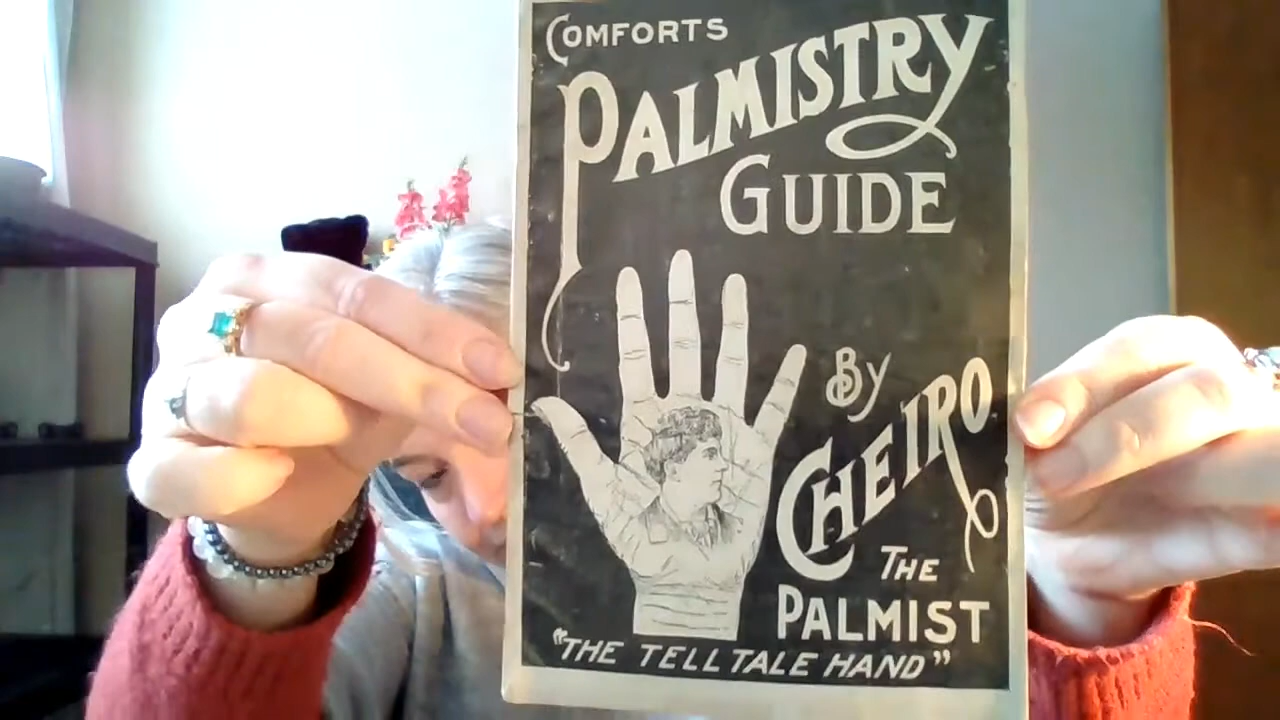 COMFORTS
PALMISTRY
GUIDE
By
CHEIRO
THE
PALMIST
"THE TELL TALE HAND"